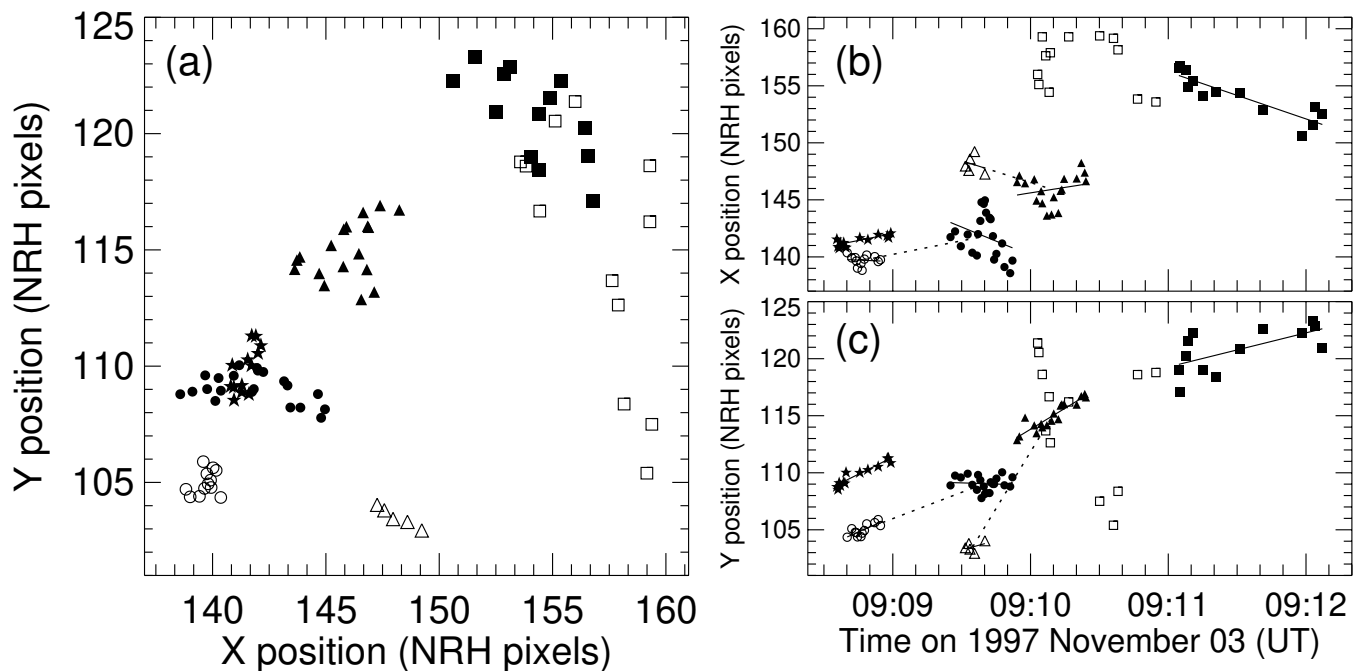 (a)
125
120
115
110
105
Y position (NRH pixels)
140 145 150 155 160
X position (NRH pixels)
(b)
160
155
150
145
140
X position (NRH pixels)
(c)
125
120
115
110
105
Y position (NRH pixels)
09:09 09:10 09:11 09:12
Time on 1997 November 03 (UT)